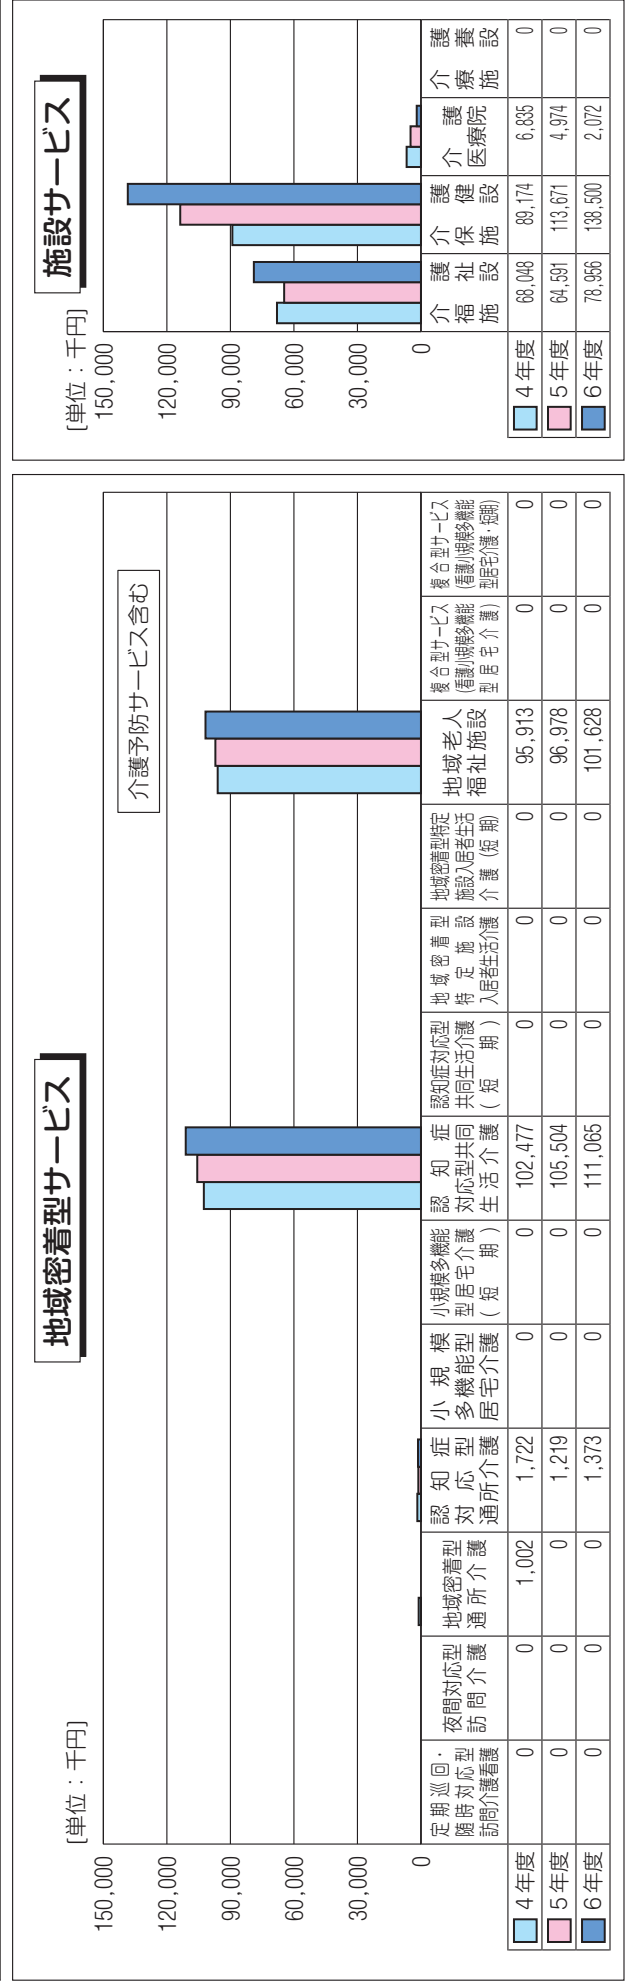 地域密着型サービス
[単位：千円]
介護予防サービス含む
150,000
120,000
90,000
60,000
30,000
0
定期巡回・
随時対応型
訪問介護看護
夜間対応型
訪問介護
地域密着型
通所介護
認知症
対応型
通所介護
小規模
多機能型
居宅介護
小規模多機能
型居宅介護
(短期)
認知症
対応型共同
生活介護
認知症対応型
共同生活介護
(短期)
地域密着型
特定施設
入居者生活介護
地域密着型特定
施設入居者生活
介護(短期)
地域老人
福祉施設
複合型サービス
(看護小規模多機能
型居宅介護)
複合型サービス
(看護小規模多機能
型居宅介護・短期)
4年度 0 0 1,002 1,722 0 0 102,477 0 0 0 95,913 0 0
5年度 0 0 0 1,219 0 0 105,504 0 0 0 96,978 0 0
6年度 0 0 0 1,373 0 0 111,065 0 0 0 101,628 0 0
施設サービス
[単位：千円]
150,000
120,000
90,000
60,000
30,000
0
介護
福祉
施設
介護
保健
施設
介護
医療院
介護
療養
施設
4年度 68,048 89,174 6,835 0
5年度 64,591 113,671 4,974 0
6年度 78,956 138,500 2,072 0